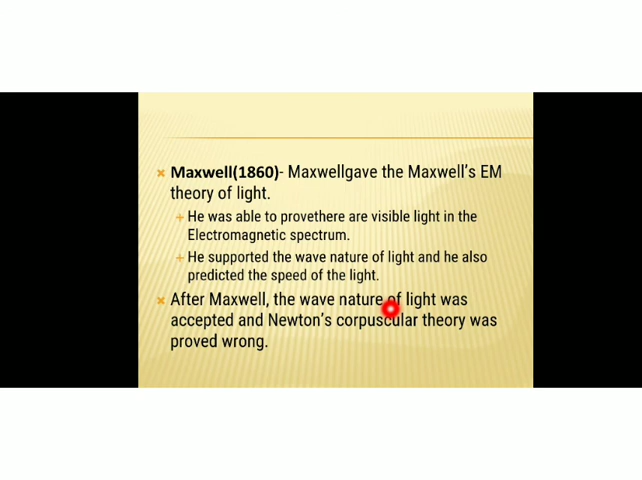 Maxwell(1860)- Maxwellgave the Maxwell's EM
theory of light.
He was able to provethere are visible light in the
Electromagnetic spectrum.
He supported the wave nature of light and he also
predicted the speed of the light.
After Maxwell, the wave nature of light was
accepted and Newton's corpuscular theory was
proved wrong.